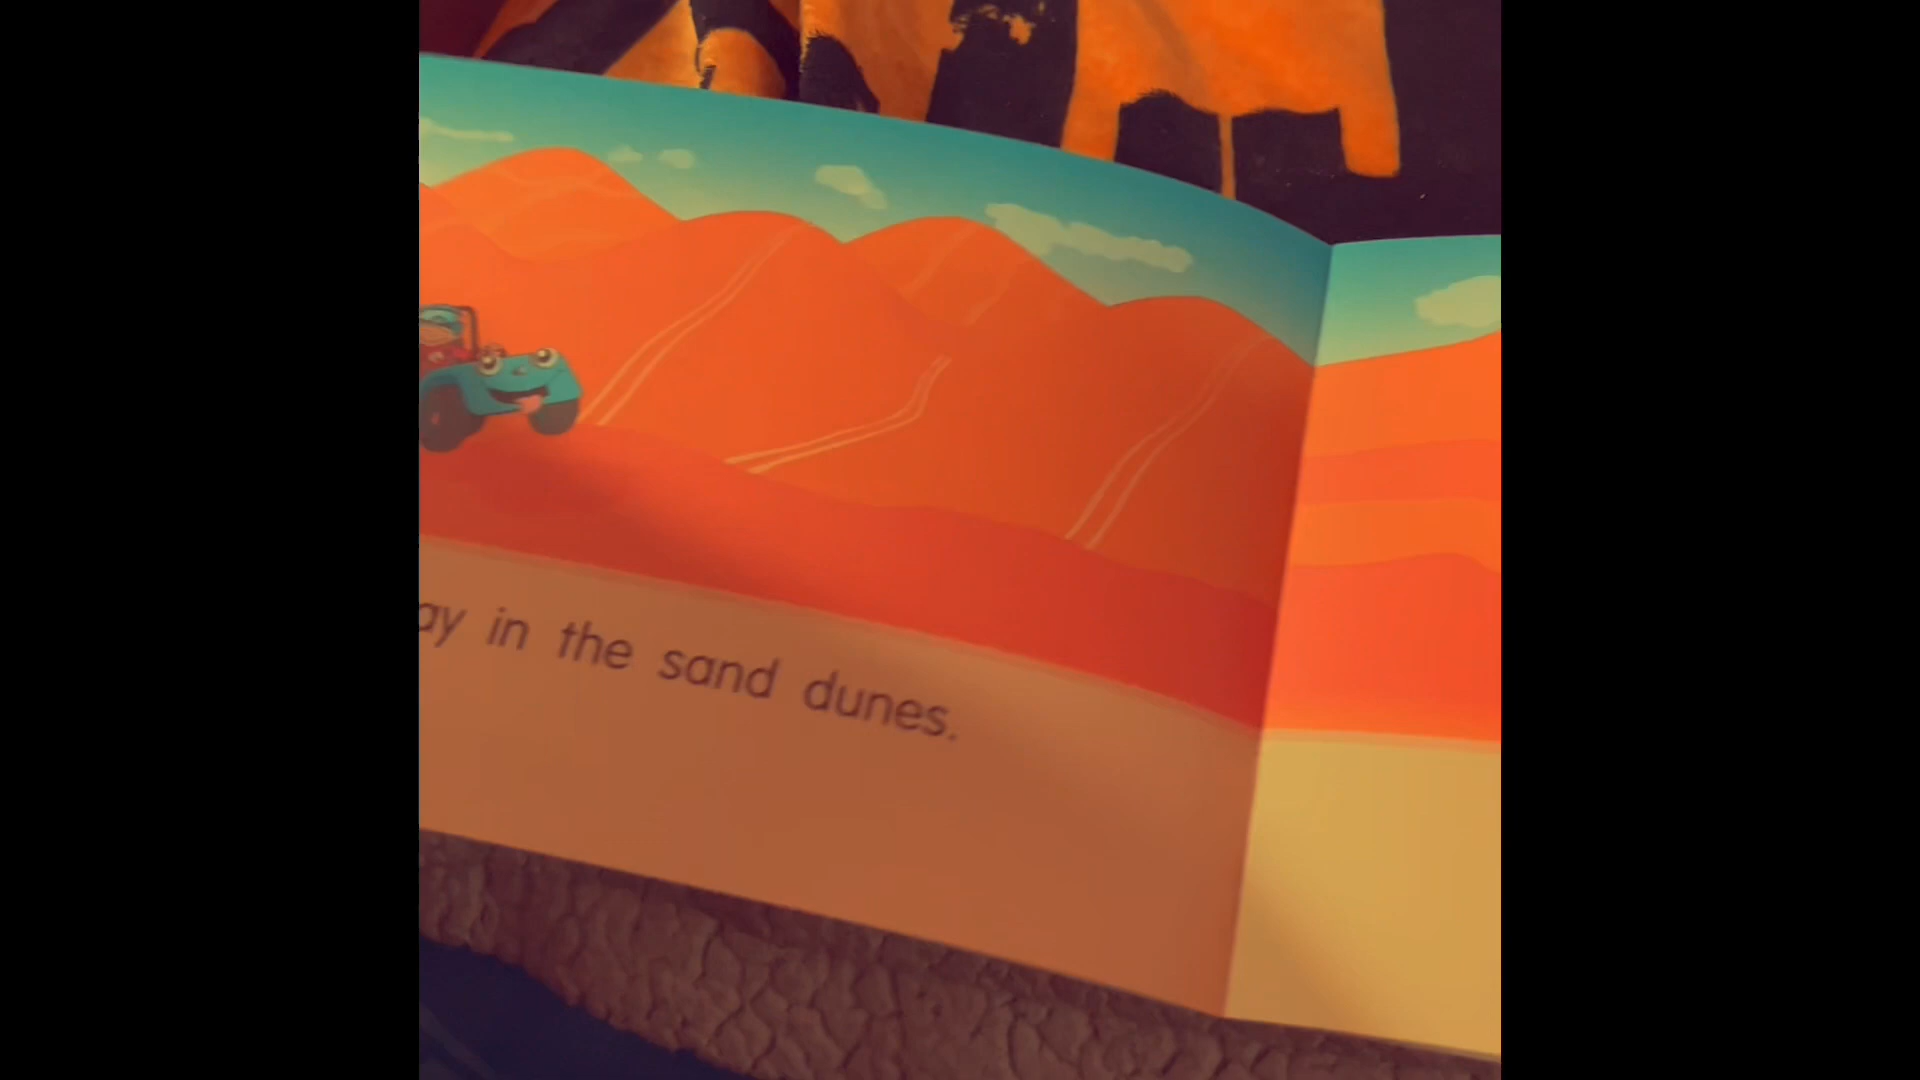 in the sand dunes.